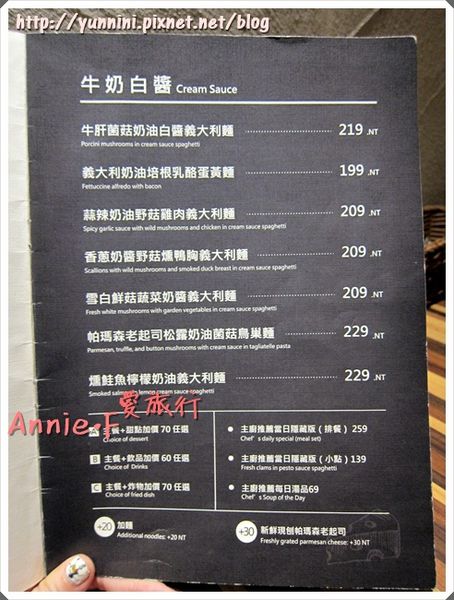 http://yunnini.pixnet.net/blog
牛奶白醬 Cream Sauce
牛肝菌菇奶油白醬義大利麵 219 .NT
Porcini mushrooms in cream sauce spaghetti
義大利奶油培根乳酪蛋黃麵 199 .NT
Fettuccine alfredo with bacon
蒜辣奶油野菇雞肉義大利麵 209 .NT
Spicy garlic sauce with wild mushrooms and chicken in cream sauce spaghetti
香蔥奶醬野菇燻鴨胸義大利麵 209 .NT
Scallions with wild mushrooms and smoked duck breast in cream sauce spaghetti
雪白鮮菇蔬菜奶醬義大利麵 209 .NT
Fresh white mushrooms with garden vegetables in cream sauce spaghetti
帕瑪森老起司松露奶油菌菇鳥巢麵 229 .NT
Parmesan, truffle, and button mushrooms with cream sauce in tagliatelle pasta
燻鮭魚檸檬奶油義大利麵 229 .NT
Smoked salmon in lemon cream sauce spaghetti
Annie.F愛旅行
A 主餐+甜點加價 70 任選
Choice of dessert
B 主餐+飲品加價 60 任選
Choice of Drinks
C 主餐+炸物加價 70 任選
Choice of fried dish
• 主廚推薦當日隱藏版 ( 排餐 ) 259
Chef's daily special (meal set)
• 主廚推薦當日隱藏版 ( 小點 ) 139
Fresh clams in pesto sauce spaghetti
• 主廚推薦每日湯品69
Chef's Soup of the Day
+20 加麵
Additional noodles: +20 NT
+30 新鮮現刨帕瑪森老起司
Freshly grated parmesan cheese: +30 NT